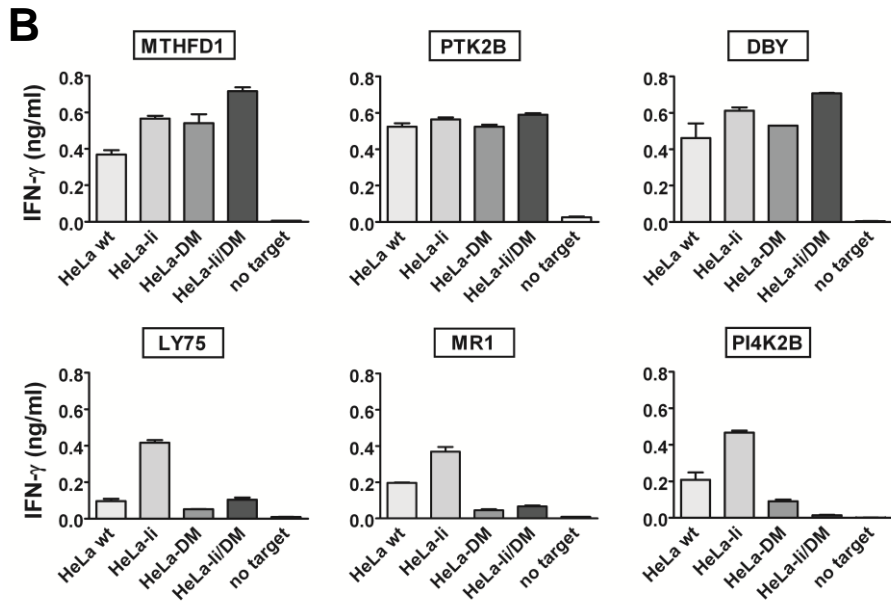 B
MTHFD1
PTK2B
DBY
IFN-γ (ng/ml)
0.8
0.6
0.4
0.2
0.0
HeLa wt
HeLa-Ii
HeLa-DM
HeLa-Ii/DM
no target
0.8
0.6
0.4
0.2
0.0
HeLa wt
HeLa-Ii
HeLa-DM
HeLa-Ii/DM
no target
0.8
0.6
0.4
0.2
0.0
HeLa wt
HeLa-Ii
HeLa-DM
HeLa-Ii/DM
no target
LY75
MR1
PI4K2B
IFN-γ (ng/ml)
0.8
0.6
0.4
0.2
0.0
HeLa wt
HeLa-Ii
HeLa-DM
HeLa-Ii/DM
no target
0.8
0.6
0.4
0.2
0.0
HeLa wt
HeLa-Ii
HeLa-DM
HeLa-Ii/DM
no target
0.8
0.6
0.4
0.2
0.0
HeLa wt
HeLa-Ii
HeLa-DM
HeLa-Ii/DM
no target